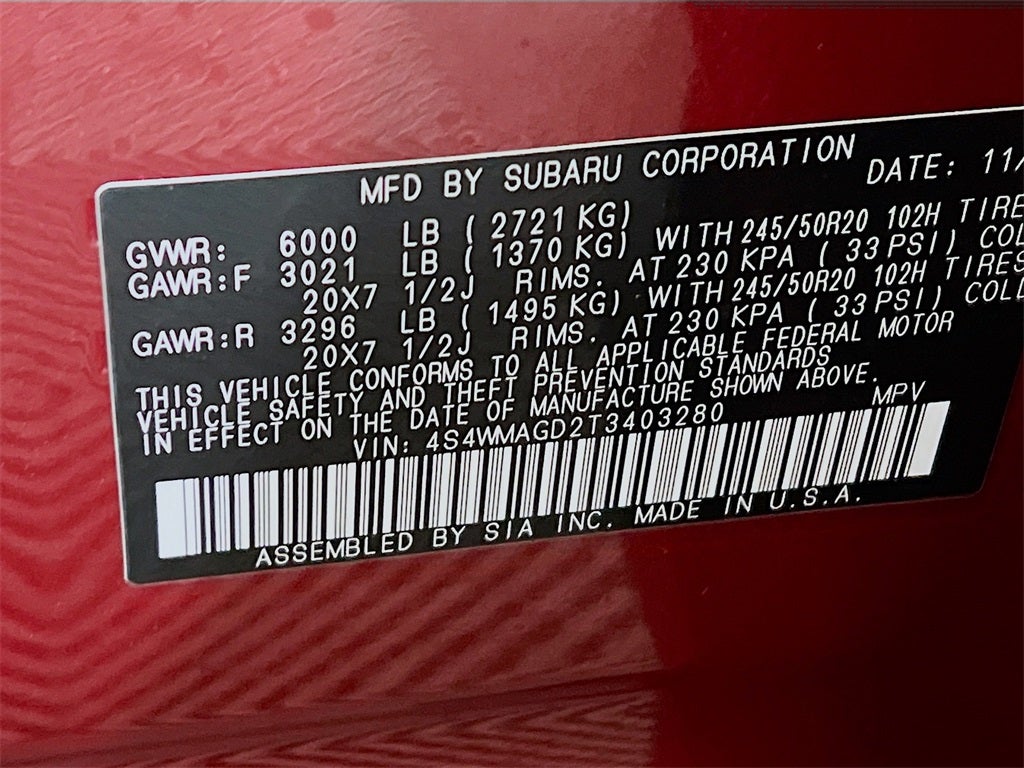 MFD BY SUBARU CORPORATION DATE: 11/
GVWR: 6000 LB ( 2721 KG)
GAWR:F 3021 LB ( 1370 KG) WITH 245/50R20 102H TIRE
20X7 1/2J RIMS. AT 230 KPA ( 33 PSI) COL
GAWR:R 3296 LB ( 1495 KG) WITH 245/50R20 102H TIRES
20X7 1/2J RIMS. AT 230 KPA ( 33 PSI) COLD
THIS VEHICLE CONFORMS TO ALL APPLICABLE FEDERAL MOTOR
VEHICLE SAFETY AND THEFT PREVENTION STANDARDS
IN EFFECT ON THE DATE OF MANUFACTURE SHOWN ABOVE.
VIN: 4S4WMAGD2T3403280 MPV
ASSEMBLED BY SIA INC. MADE IN U.S.A.